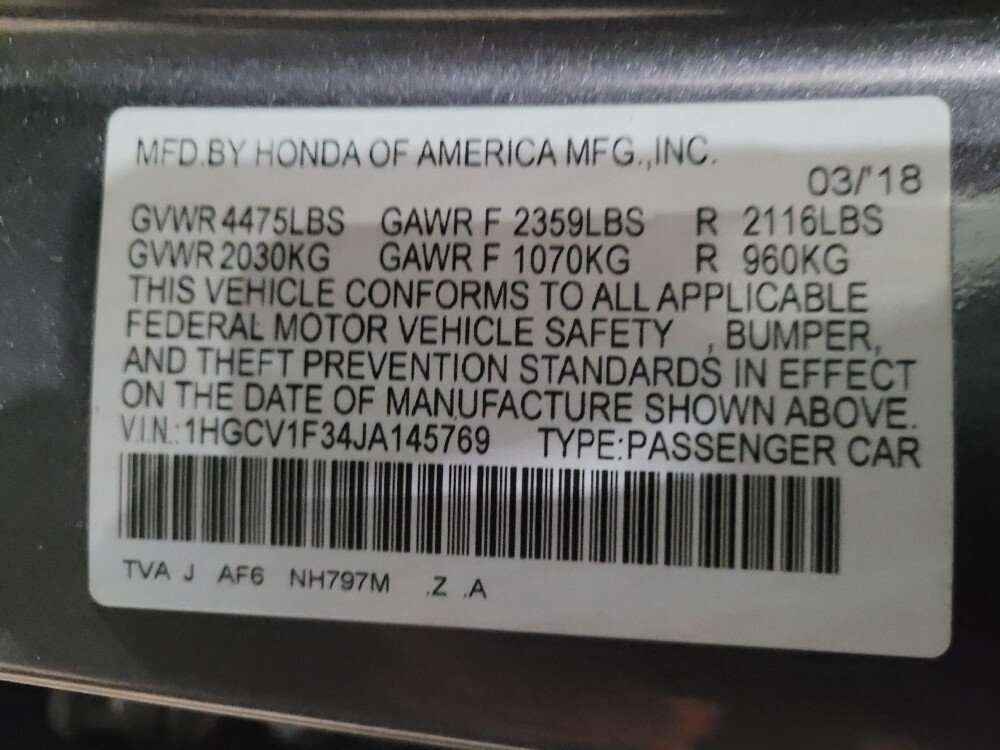 MFD.BY HONDA OF AMERICA MFG.,INC.
03/'18
GVWR 4475LBS GAWR F 2359LBS R 2116LBS
GVWR 2030KG GAWR F 1070KG R 960KG
THIS VEHICLE CONFORMS TO ALL APPLICABLE
FEDERAL MOTOR VEHICLE SAFETY , BUMPER,
AND THEFT PREVENTION STANDARDS IN EFFECT
ON THE DATE OF MANUFACTURE SHOWN ABOVE.
V.I.N.:1HGCV1F34JA145769 TYPE:PASSENGER CAR
TVA J AF6 NH797M .Z .A